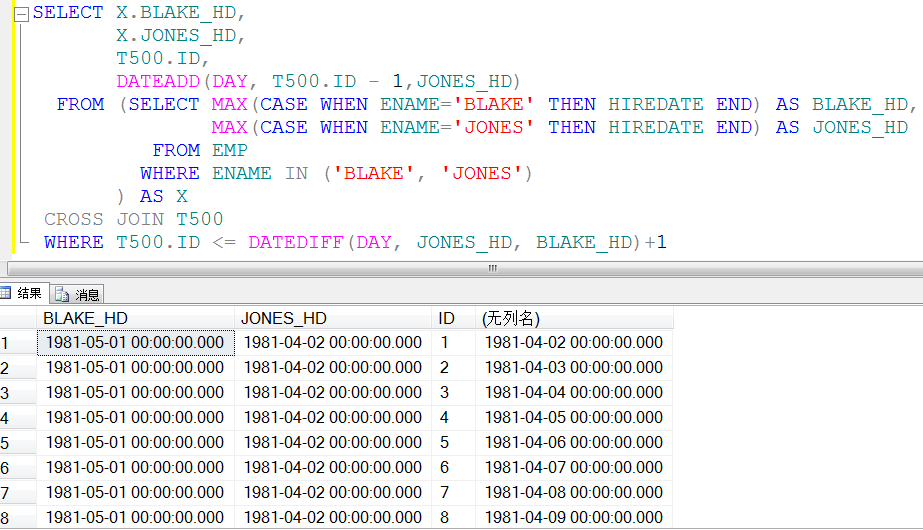 SELECT X.BLAKE_HD,
X.JONES_HD,
T500.ID,
DATEADD(DAY, T500.ID - 1,JONES_HD)
FROM (SELECT MAX(CASE WHEN ENAME='BLAKE' THEN HIREDATE END) AS BLAKE_HD,
MAX(CASE WHEN ENAME='JONES' THEN HIREDATE END) AS JONES_HD
FROM EMP
WHERE ENAME IN ('BLAKE', 'JONES')
) AS X
CROSS JOIN T500
WHERE T500.ID <= DATEDIFF(DAY, JONES_HD, BLAKE_HD)+1
结果 消息
BLAKE_HD JONES_HD ID (无列名)
1 1981-05-01 00:00:00.000 1981-04-02 00:00:00.000 1 1981-04-02 00:00:00.000
2 1981-05-01 00:00:00.000 1981-04-02 00:00:00.000 2 1981-04-03 00:00:00.000
3 1981-05-01 00:00:00.000 1981-04-02 00:00:00.000 3 1981-04-04 00:00:00.000
4 1981-05-01 00:00:00.000 1981-04-02 00:00:00.000 4 1981-04-05 00:00:00.000
5 1981-05-01 00:00:00.000 1981-04-02 00:00:00.000 5 1981-04-06 00:00:00.000
6 1981-05-01 00:00:00.000 1981-04-02 00:00:00.000 6 1981-04-07 00:00:00.000
7 1981-05-01 00:00:00.000 1981-04-02 00:00:00.000 7 1981-04-08 00:00:00.000
8 1981-05-01 00:00:00.000 1981-04-02 00:00:00.000 8 1981-04-09 00:00:00.000